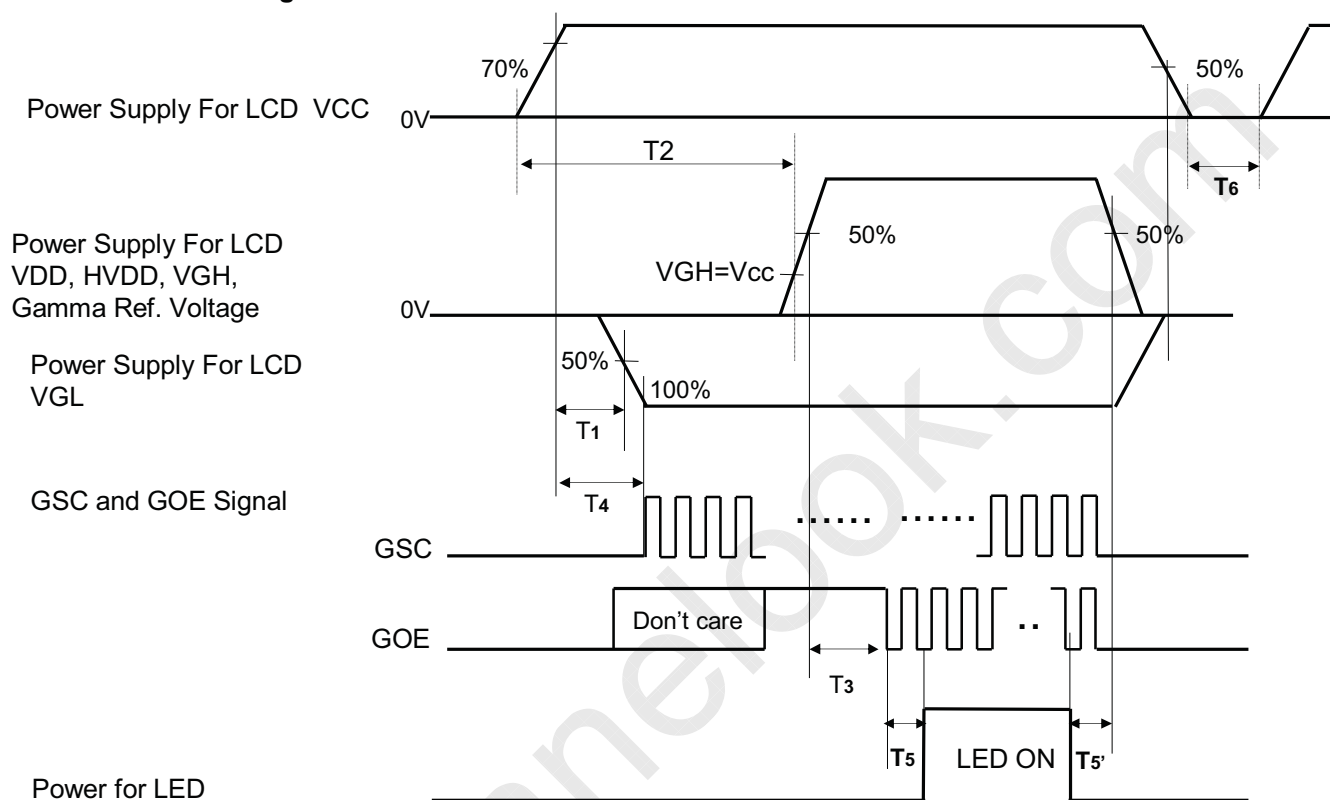 70%
50%
Power Supply For LCD VCC
0V
T2
T6
Power Supply For LCD
VDD, HVDD, VGH,
Gamma Ref. Voltage
50%
50%
VGH=Vcc
0V
Power Supply For LCD
VGL
50%
100%
T1
GSC and GOE Signal
T4
GSC
Don't care
GOE
T3
T5
LED ON
T5'
Power for LED
nelook.com